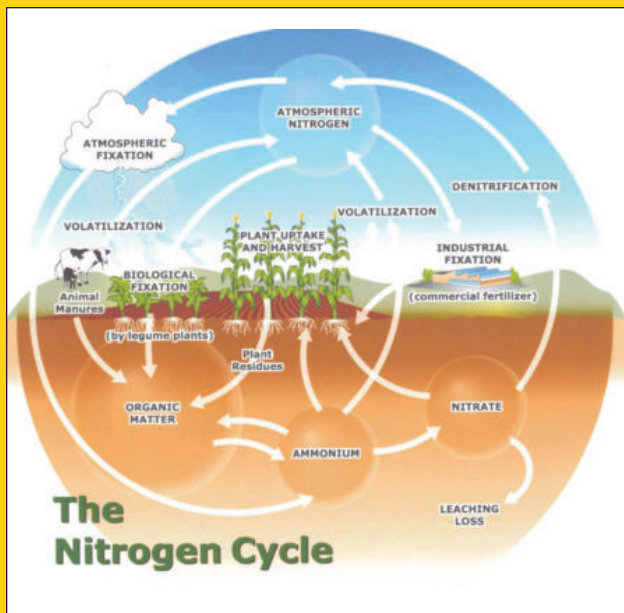 ATMOSPHERIC
NITROGEN
ATMOSPHERIC
FIXATION
DENITRIFICATION
VOLATILIZATION
VOLATILIZATION
PLANT UPTAKE
AND HARVEST
INDUSTRIAL
FIXATION
(commercial fertilizer)
BIOLOGICAL
FIXATION
(by legume plants)
Animal
Manures
Plant
Residues
ORGANIC
MATTER
AMMONIUM
NITRATE
LEACHING
LOSS
The
Nitrogen Cycle